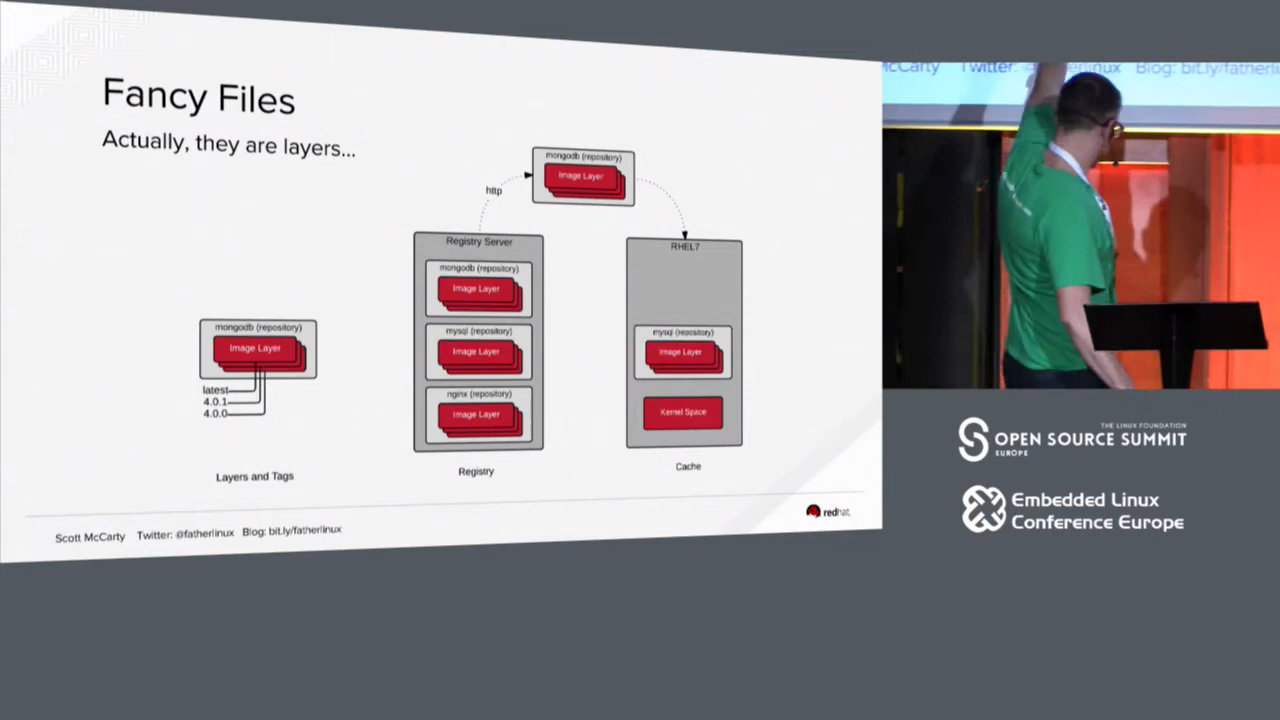 Fancy Files
Actually, they are layers...
mongodb (repository)
Image Layer
latest
4.0.1
4.0.0
Layers and Tags
http
mongodb (repository)
Image Layer
Registry Server
mongodb (repository)
Image Layer
mysql (repository)
Image Layer
nginx (repository)
Image Layer
Registry
RHEL7
mysql (repository)
Image Layer
Kernel Space
Cache
Scott McCarty Twitter: @fatherlinux Blog: bit.ly/fatherlinux
redhat.
McCarty Twitter: @fatherlinux Blog: bit.ly/fatherli
THE LINUX FOUNDATION
OPEN SOURCE SUMMIT
EUROPE
Embedded Linux
Conference Europe